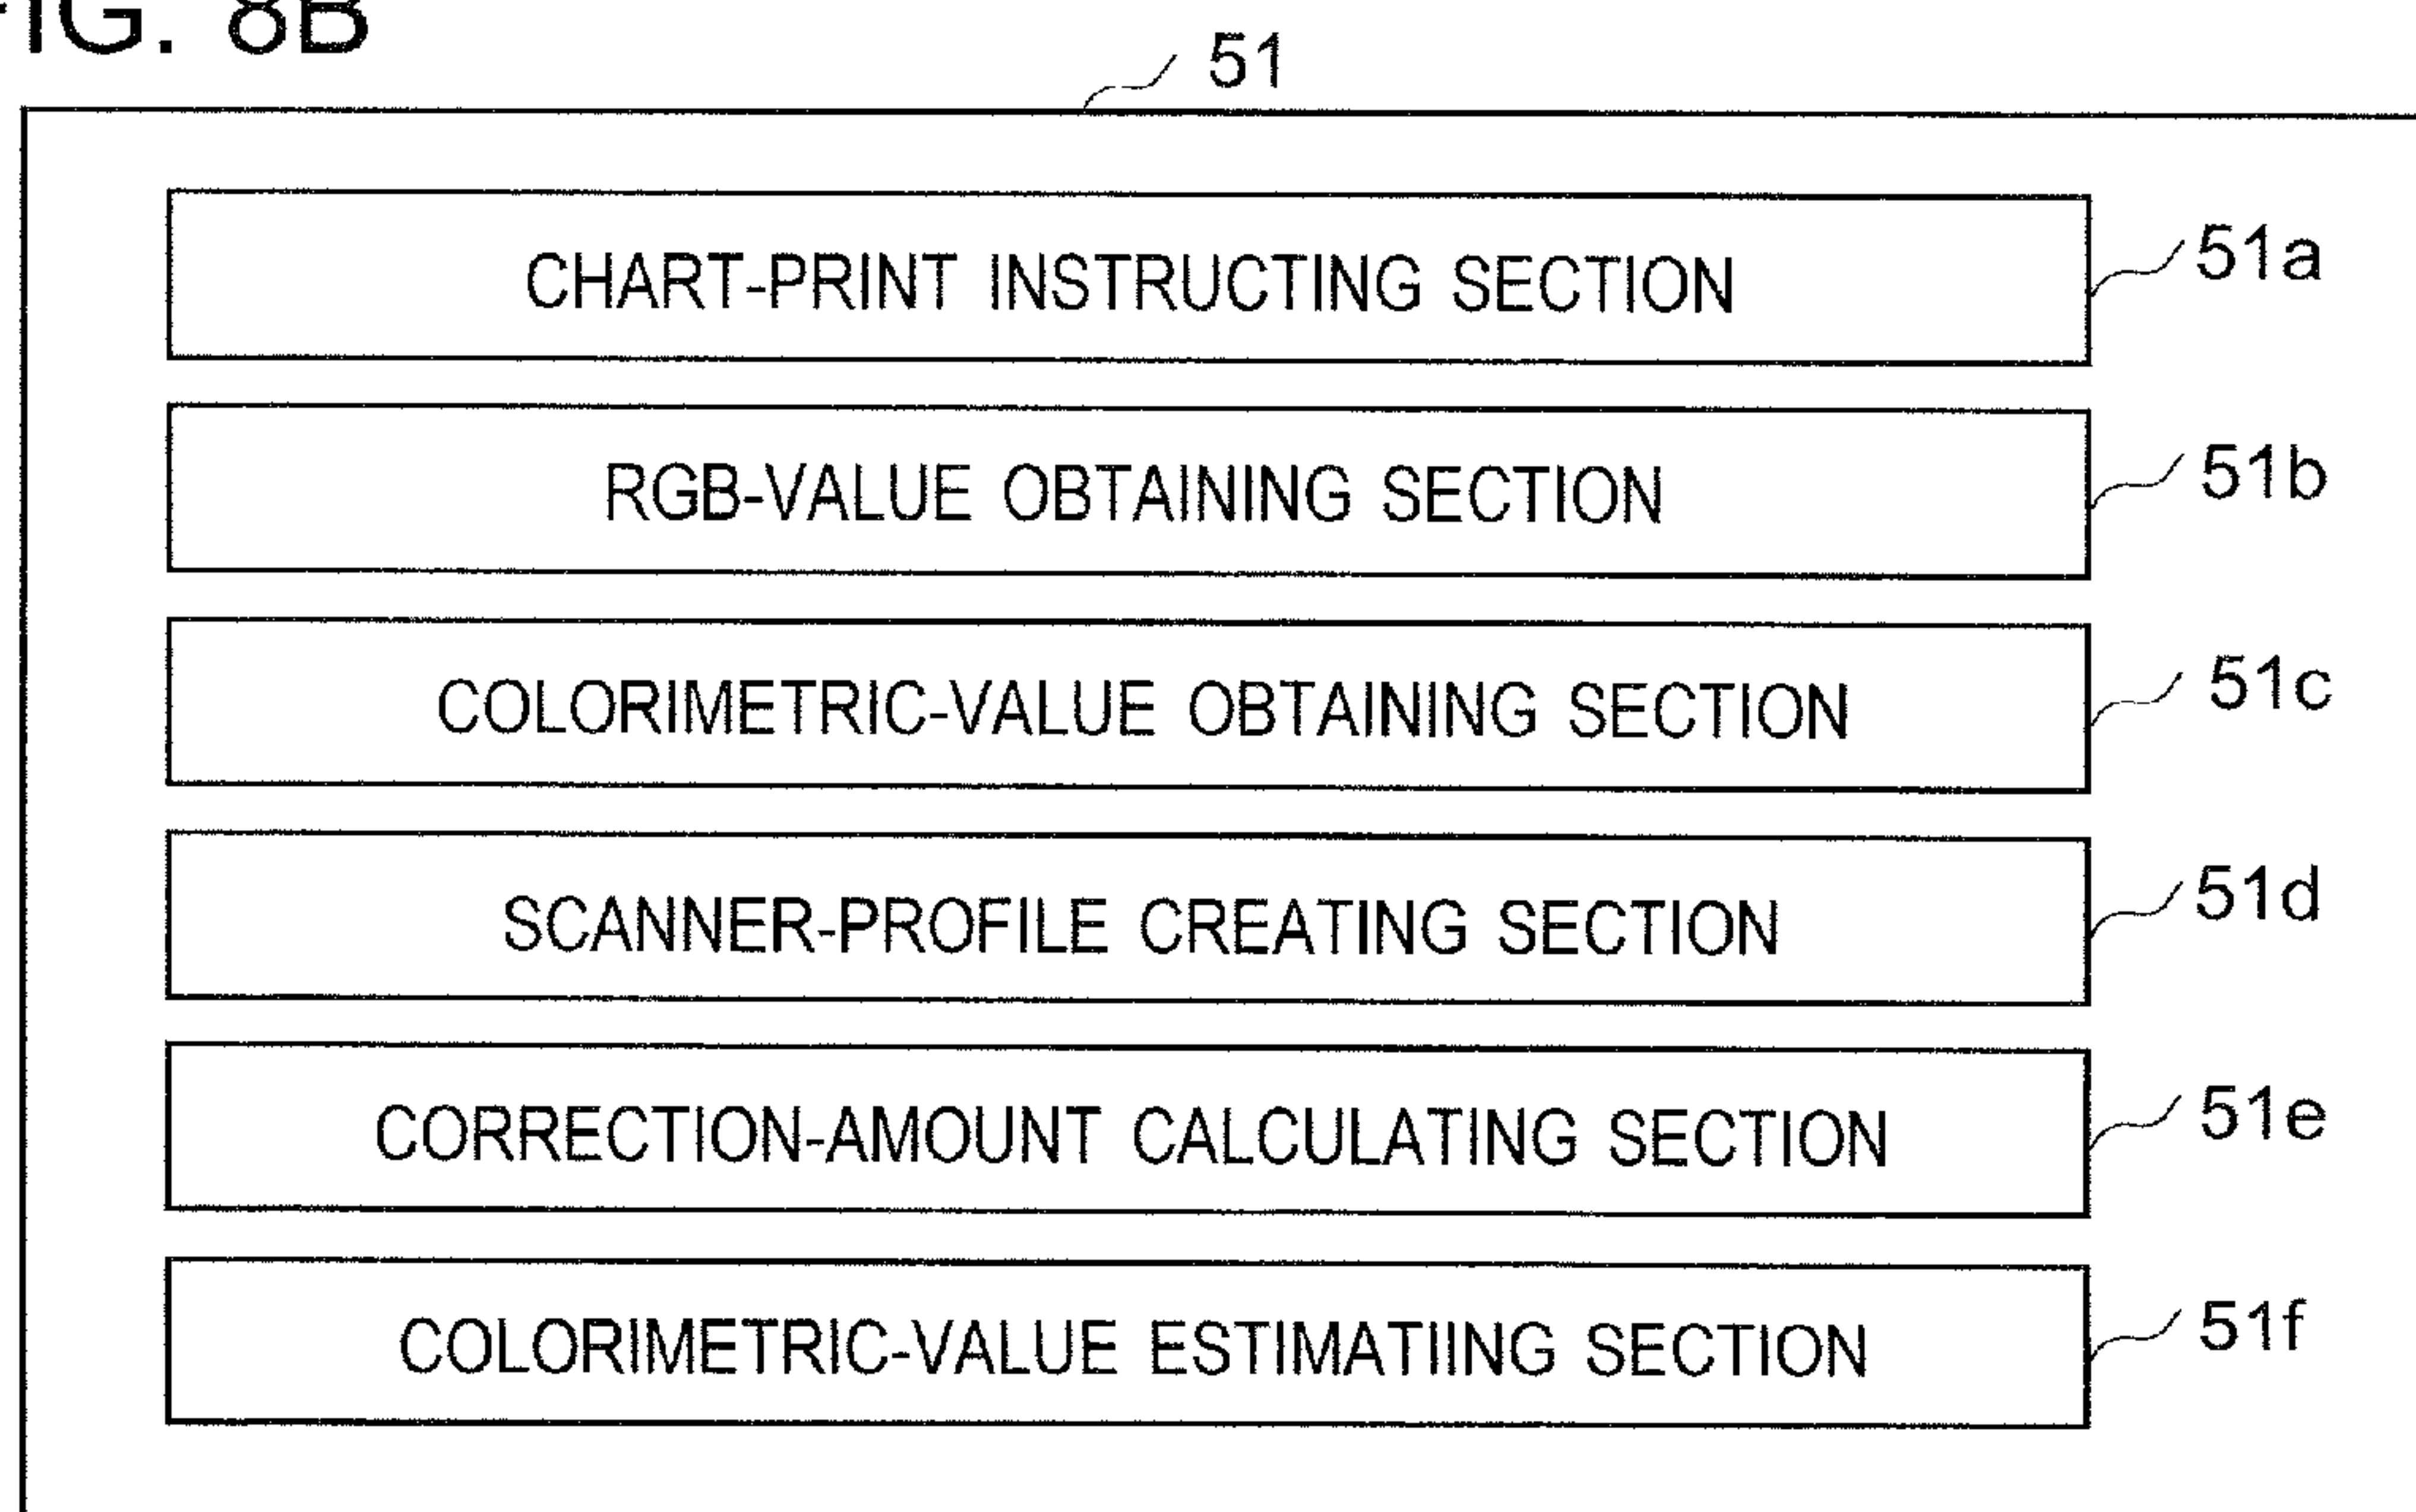 FIG. 8B
51
CHART-PRINT INSTRUCTING SECTION
51a
RGB-VALUE OBTAINING SECTION
51b
COLORIMETRIC-VALUE OBTAINING SECTION
51c
SCANNER-PROFILE CREATING SECTION
51d
CORRECTION-AMOUNT CALCULATING SECTION
51e
COLORIMETRIC-VALUE ESTIMATIING SECTION
51f